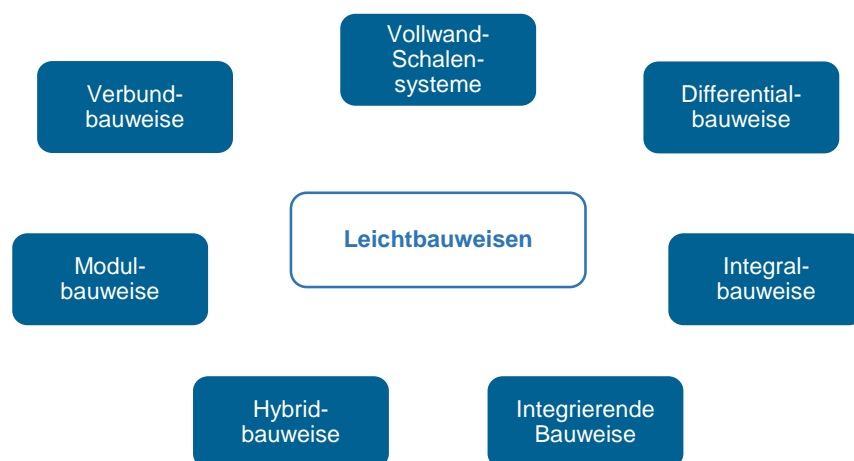 Vollwand-
Schalen-
systeme
Verbund-
bauweise
Differential-
bauweise
Leichtbauweisen
Modul-
bauweise
Integral-
bauweise
Hybrid-
bauweise
Integrierende
Bauweise